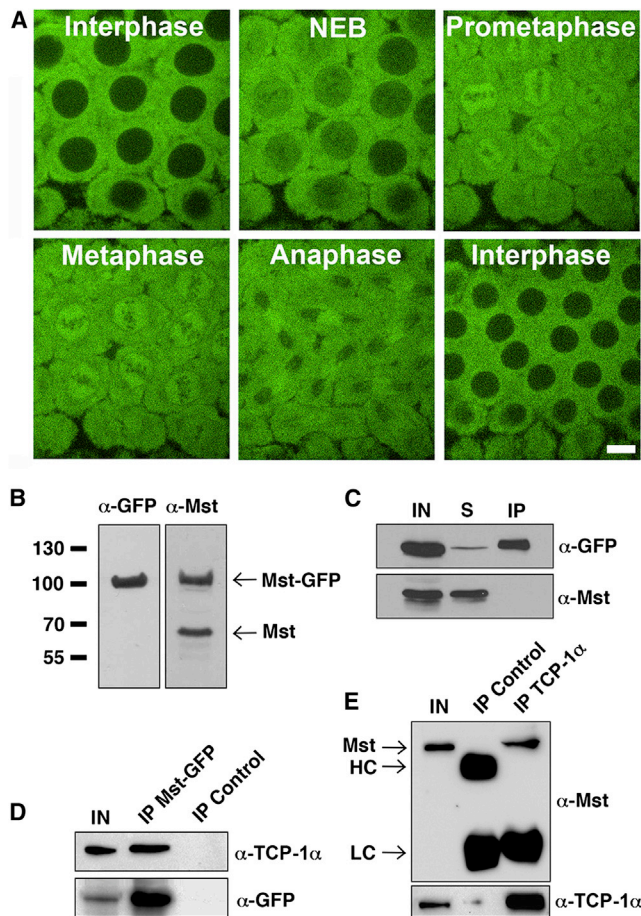 A
Interphase
NEB
Prometaphase
Metaphase
Anaphase
Interphase
B
α-GFP
α-Mst
130
100
70
55
Mst-GFP
Mst
C
IN
S
IP
α-GFP
α-Mst
D
IN
IP Mst-GFP
IP Control
α-TCP-1α
α-GFP
E
IN
IP Control
IP TCP-1α
Mst
HC
LC
α-Mst
α-TCP-1α